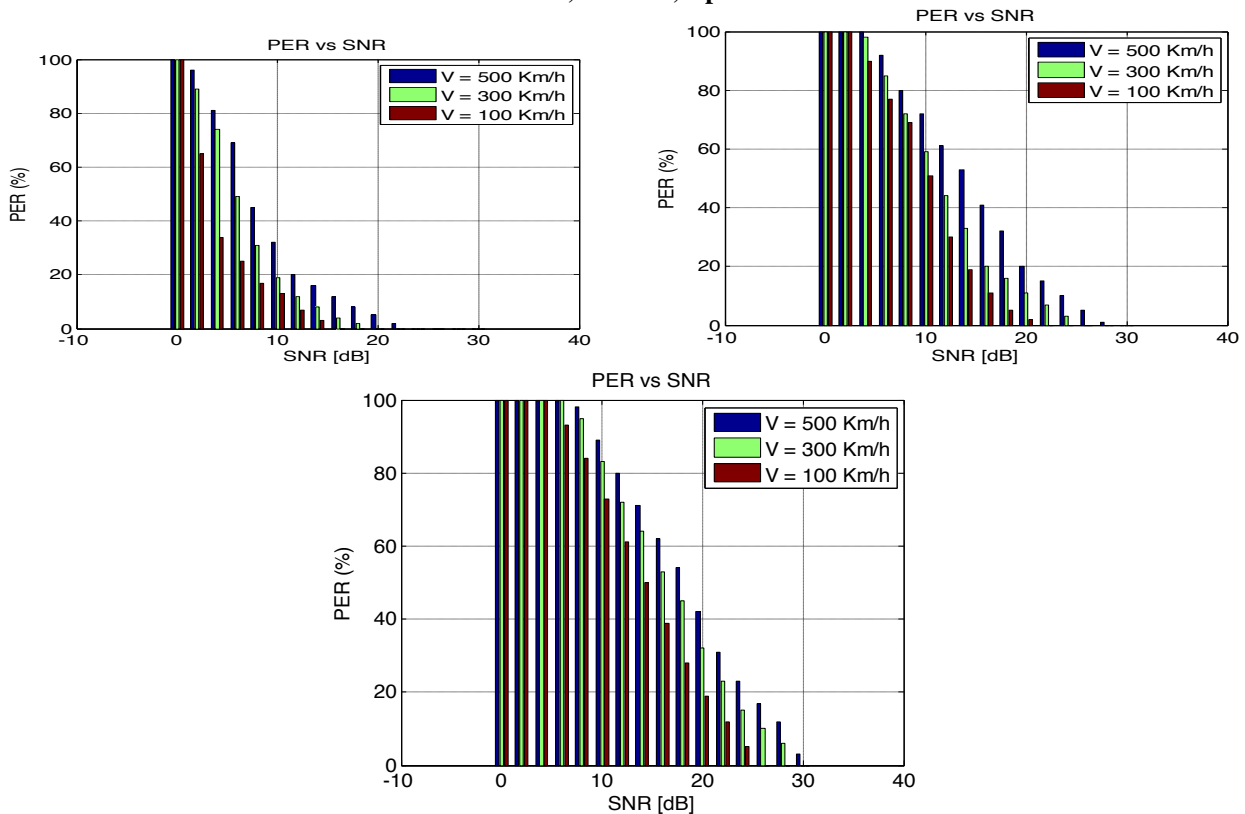 PER vs SNR
PER (%)
100
80
60
40
20
0
-10
0
10
20
30
40
SNR [dB]
V = 500 Km/h
V = 300 Km/h
V = 100 Km/h
PER vs SNR
PER (%)
100
80
60
40
20
0
-10
0
10
20
30
40
SNR [dB]
V = 500 Km/h
V = 300 Km/h
V = 100 Km/h
PER vs SNR
PER (%)
100
80
60
40
20
0
-10
0
10
20
30
40
SNR [dB]
V = 500 Km/h
V = 300 Km/h
V = 100 Km/h